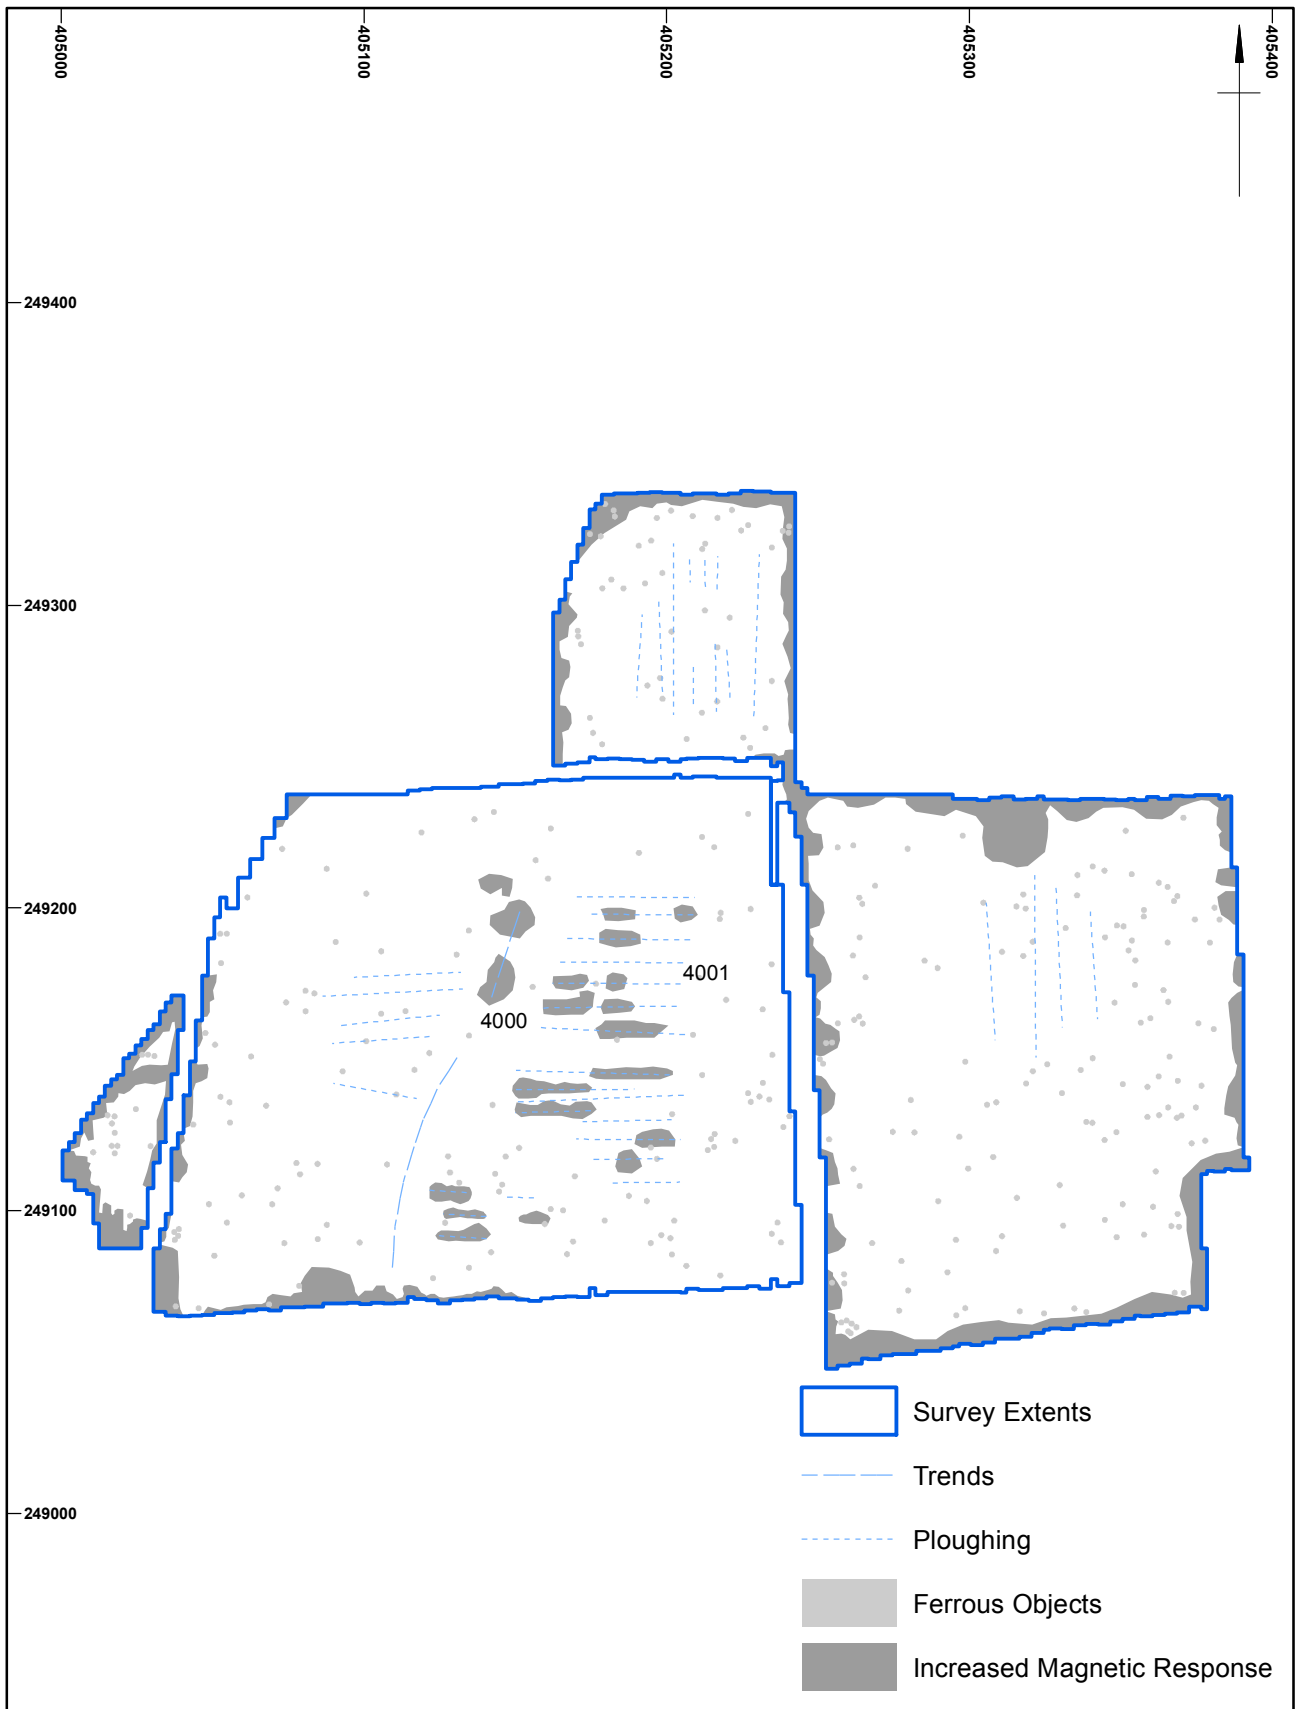 405000
405100
405200
405300
405400
249400
249300
249200
4001
4000
249100
Survey Extents
Trends
249000
Ploughing
Ferrous Objects
Increased Magnetic Response